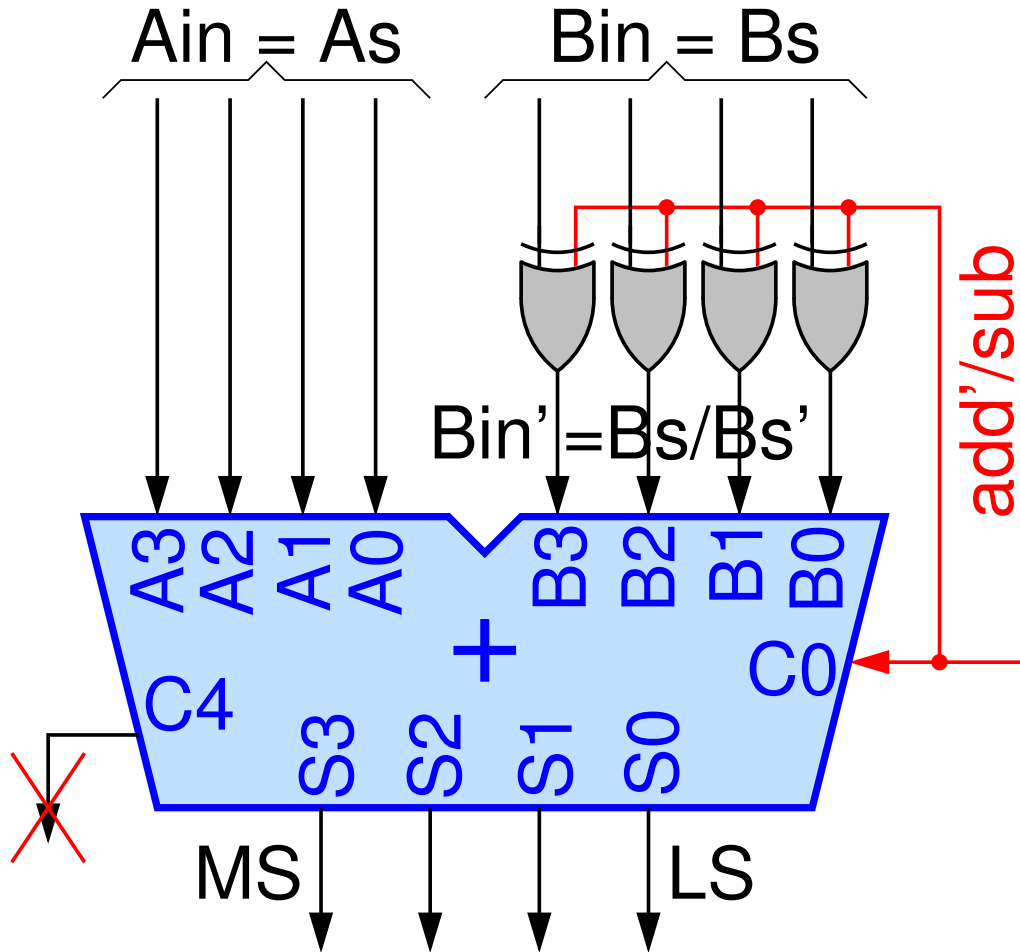 Ain = As
Bin = Bs
add'/sub
Bin' =Bs/Bs'
A3 A2 A1 A0
B3 B2 B1 B0
+
C0
C4
S3 S2 S1 S0
MS
LS